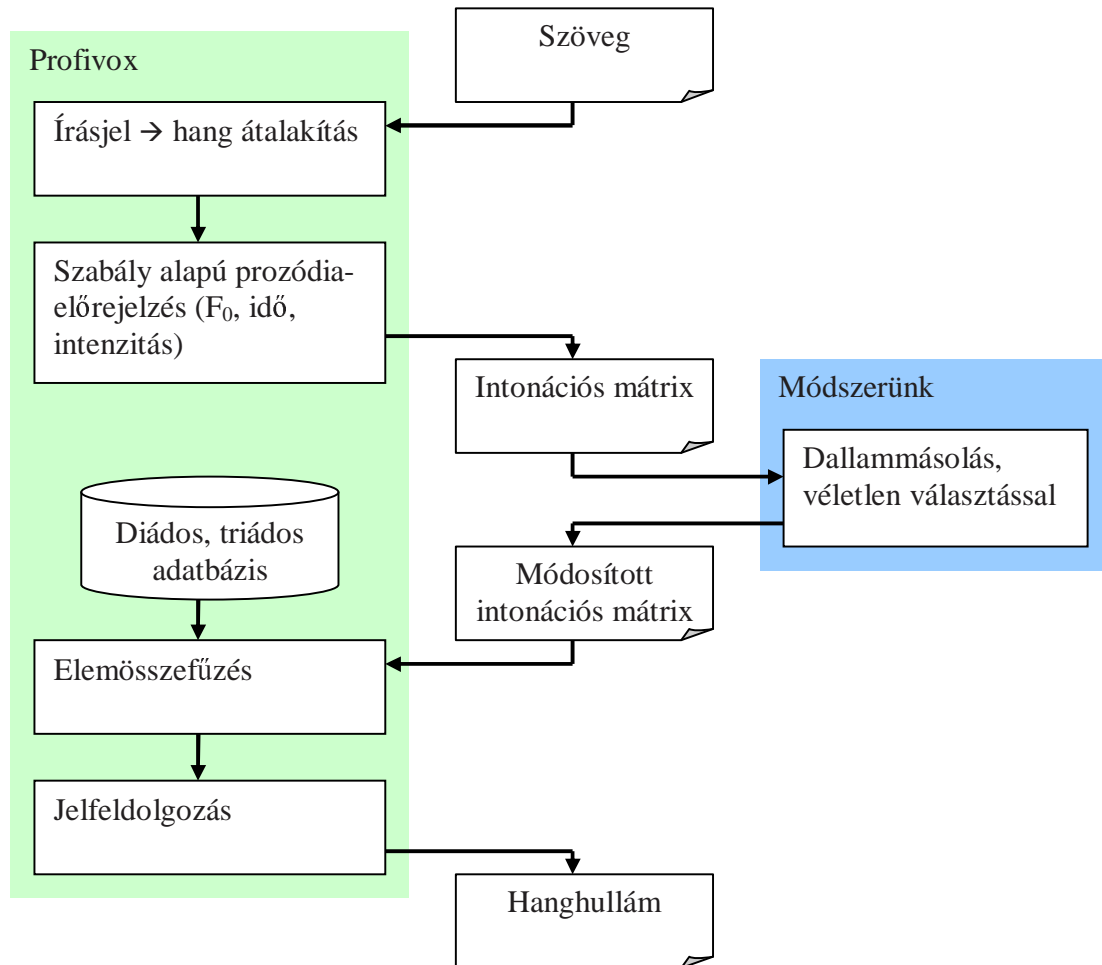 Szöveg
Profivox
Írásjel → hang átalakítás
Szabály alapú prozódia-
előrejelzés (F₀, idő,
intenzitás)
Intonációs mátrix
Módszerünk
Dallammásolás,
véletlen választással
Diádos, triádos
adatbázis
Módosított
intonációs mátrix
Elemösszefűzés
Jelfeldolgozás
Hanghullám